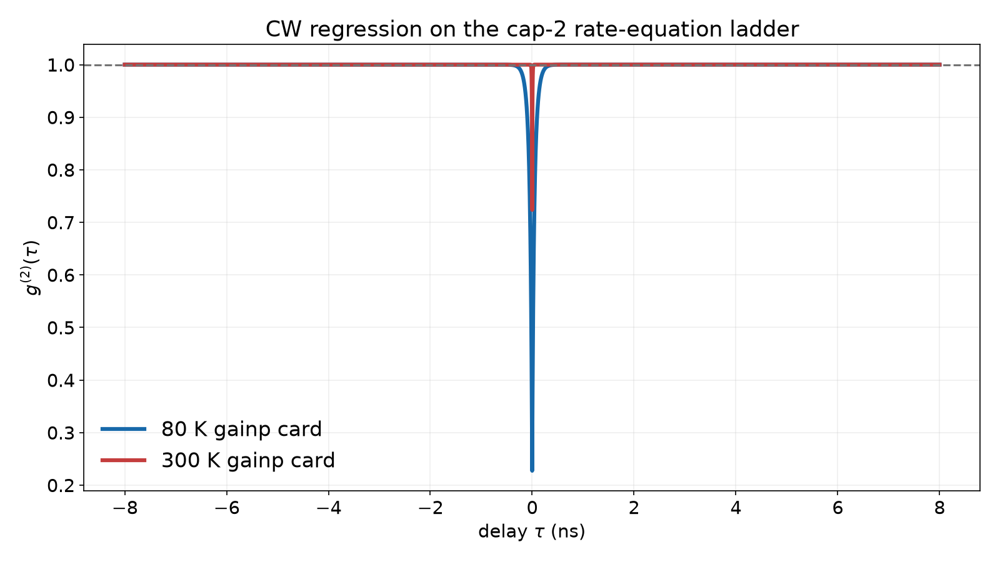 CW regression on the cap-2 rate-equation ladder
1.0
0.9
0.8
0.7
0.6
0.5
0.4
0.3
0.2
g⁽²⁾(τ)
80 K gainp card
300 K gainp card
−8 −6 −4 −2 0 2 4 6 8
delay τ (ns)